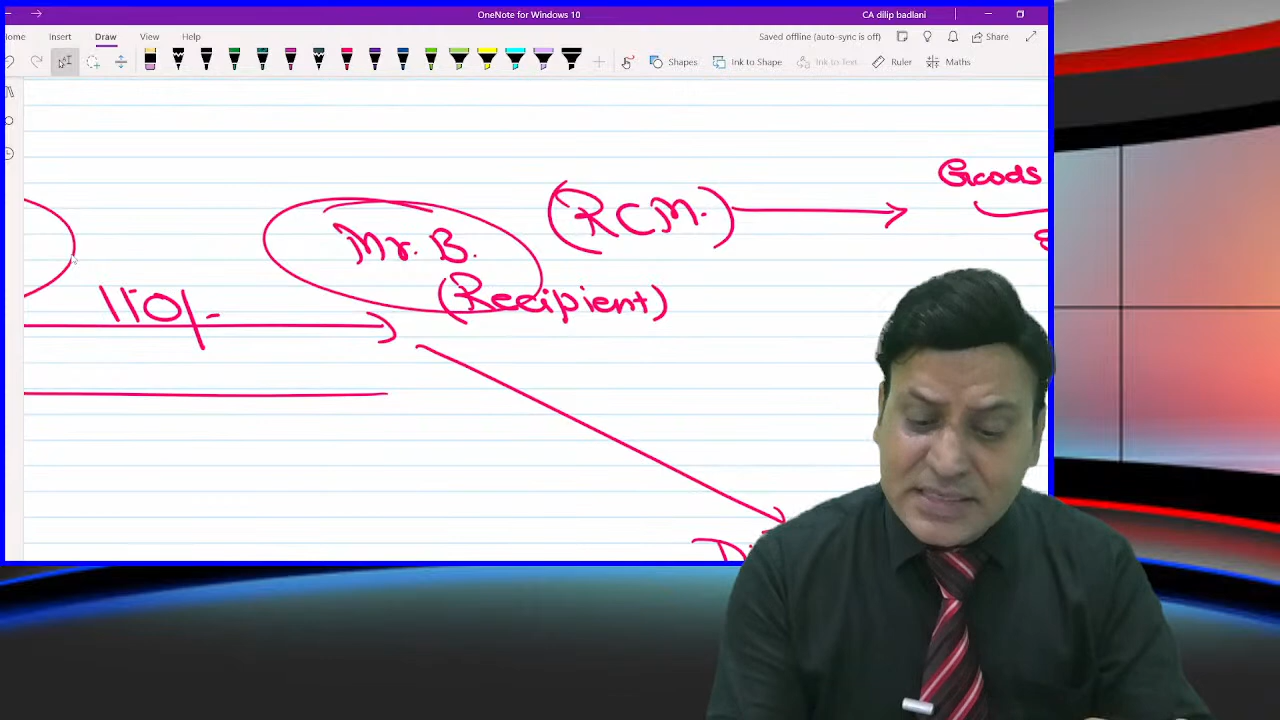 OneNote for Windows 10
CA dilip badlani
Home Insert Draw View Help
Saved offline (auto-sync is off)
Share
Shapes
Ink to Shape
Ink to Text
Ruler
Maths
Goods
(RCM.)
Mr. B.
(Recipient)
110/-